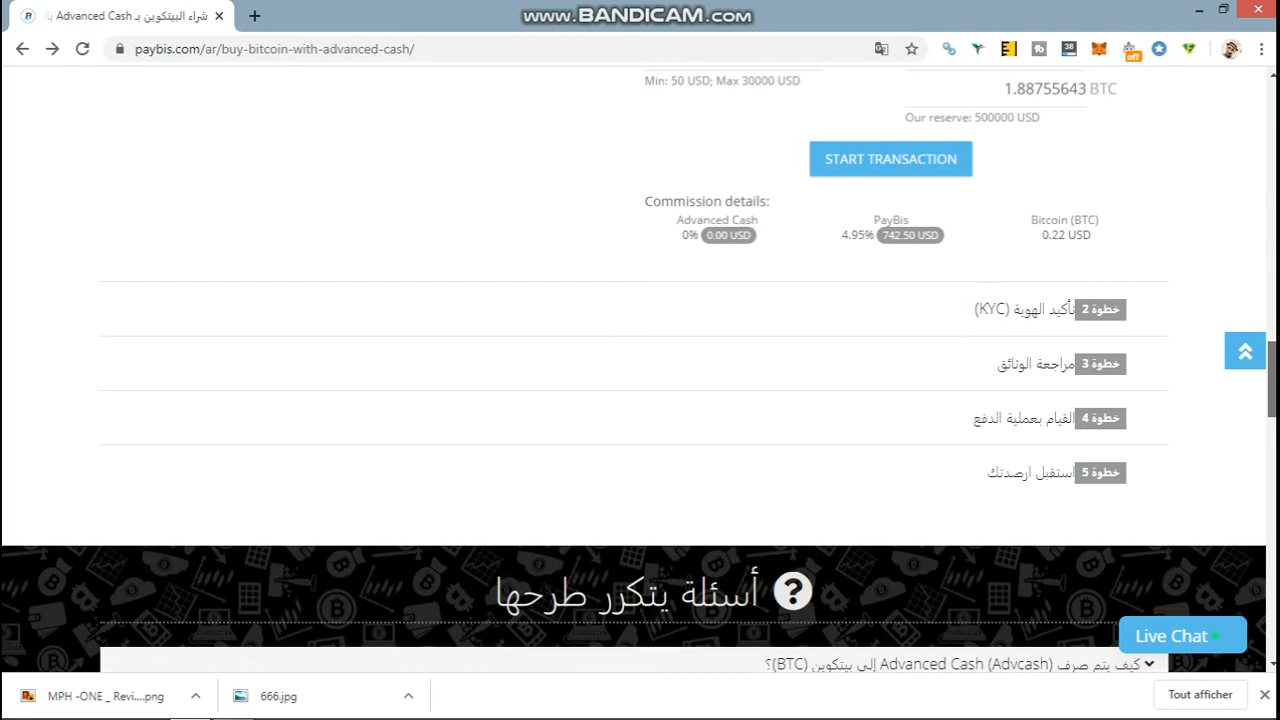 شراء البيتكوين بـ Advanced Cash
www.BANDICAM.com
paybis.com/ar/buy-bitcoin-with-advanced-cash/
38
off
Min: 50 USD; Max 30000 USD
1.88755643 BTC
Our reserve: 500000 USD
START TRANSACTION
Commission details:
Advanced Cash
0% 0.00 USD
PayBis
4.95% 742.50 USD
Bitcoin (BTC)
0.22 USD
خطوة 2 تأكيد الهوية (KYC)
خطوة 3 مراجعة الوثائق
خطوة 4 القيام بعملية الدفع
خطوة 5 استقبل ارصدتك
أسئلة يتكرر طرحها
Live Chat
كيف يتم صرف Advanced Cash (Advcash) إلى بيتكوين (BTC)؟
MPH -ONE _ Revi....png
666.jpg
Tout afficher